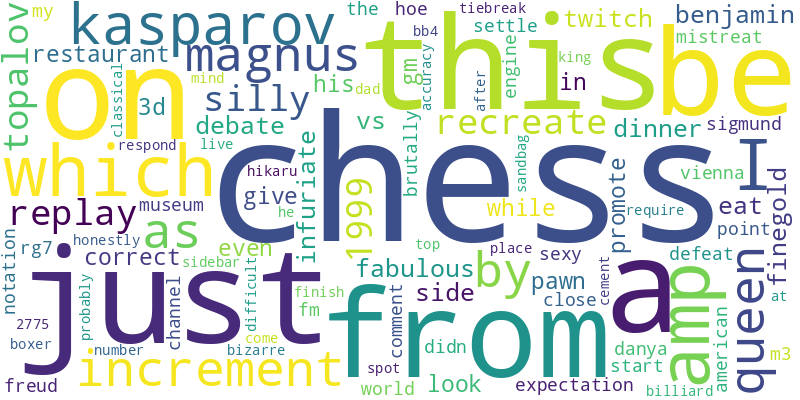 my
the
hoe
tiebreak
benjamin
kasparov
bb4
twitch
settle
mistreat
topalov
restaurant
magnus
his
gm
accuracy
engine
this
be
on
classical
3d
silly
mind
king
dad
after
in
debate
vs
brutally
recreate
dinner
sigmund
respond
live
chess
I
which
hikaru
infuriate
1999
sandbag
vienna
give
he
while
promote
require
eat
finegold
replay
museum
as
point
notation
rg7
honestly
even
top
place
sexy
defeat
correct
sidebar
by
cement
a
amp
queen
just
channel
difficult
fabulous
pawn
close
at
2775
probably
finish
side
fm
from
comment
number
increment
come
didn
danya
american
boxer
bizarre
spot
start
m3
freud
world
look
expectation
billiard